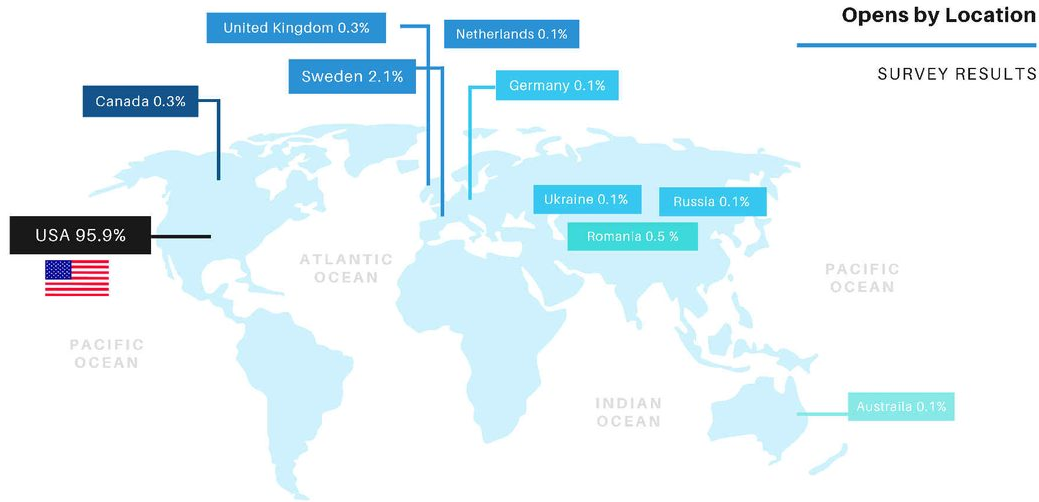 Opens by Location
SURVEY RESULTS
United Kingdom 0.3%
Netherlands 0.1%
Sweden 2.1%
Germany 0.1%
Canada 0.3%
Ukraine 0.1%
Russia 0.1%
USA 95.9%
Romania 0.5 %
ATLANTIC
OCEAN
PACIFIC
OCEAN
PACIFIC
OCEAN
INDIAN
OCEAN
Austraila 0.1%